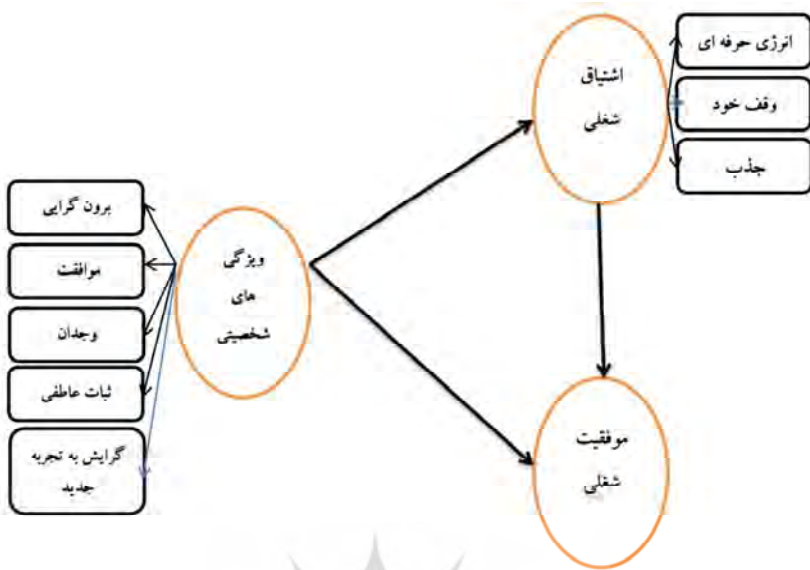 انرژی حرفه ای
وقف خود
جذب
اشتیاق
شغلی
ویژگی
های
شخصیتی
برون گرایی
موافقت
وجدان
ثبات عاطفی
گرایش به تجربه
جدید
موفقیت
شغلی